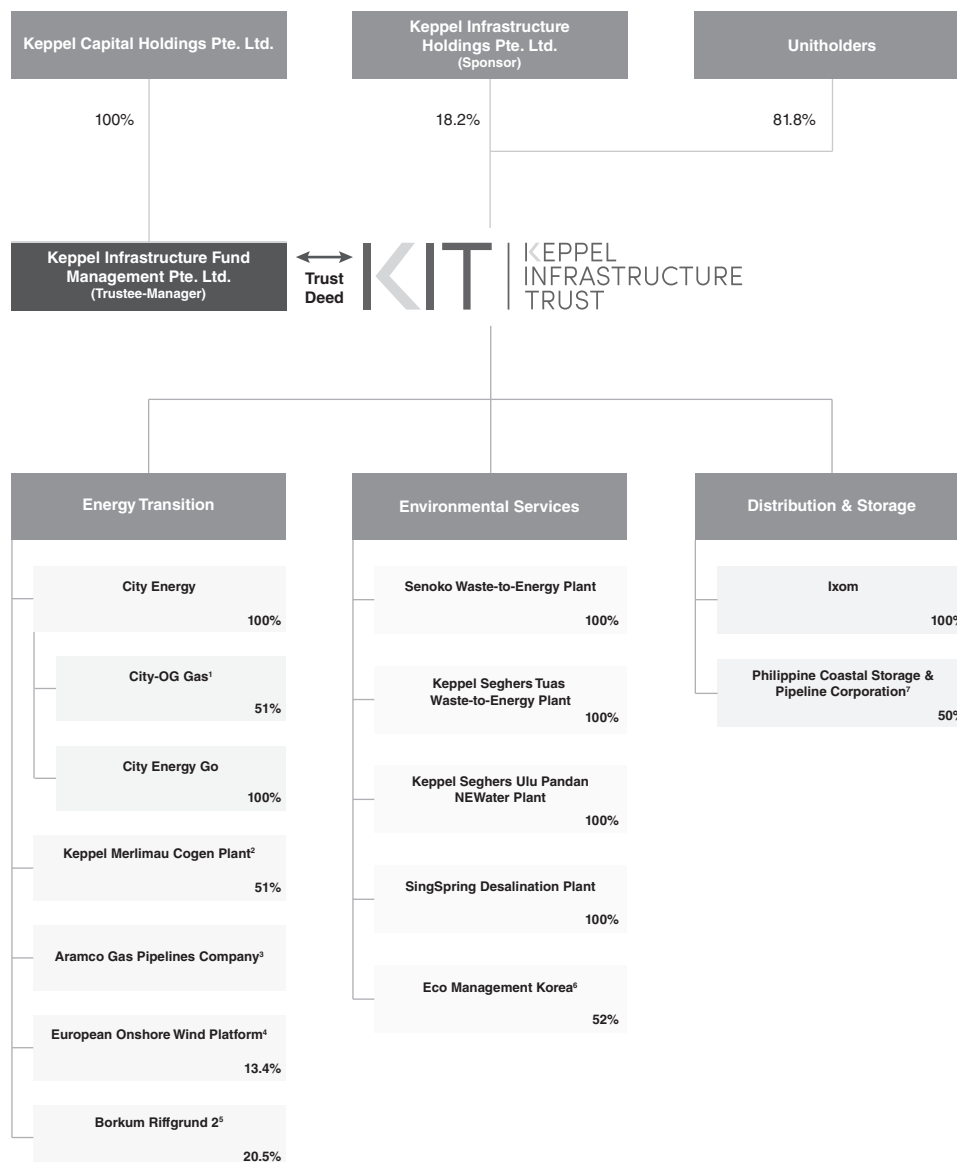 Keppel Capital Holdings Pte. Ltd.
Keppel Infrastructure
Holdings Pte. Ltd.
(Sponsor)
Unitholders
100%
18.2%
81.8%
Keppel Infrastructure Fund
Management Pte. Ltd.
(Trustee-Manager)
Trust
Deed
KIT
KEPPEL
INFRASTRUCTURE
TRUST
Energy Transition
City Energy
100%
City-OG Gas¹
51%
City Energy Go
100%
Keppel Merlimau Cogen Plant²
51%
Aramco Gas Pipelines Company³
European Onshore Wind Platform⁴
13.4%
Borkum Riffgrund 2⁵
20.5%
Environmental Services
Senoko Waste-to-Energy Plant
100%
Keppel Seghers Tuas
Waste-to-Energy Plant
100%
Keppel Seghers Ulu Pandan
NEWater Plant
100%
SingSpring Desalination Plant
100%
Eco Management Korea⁶
52%
Distribution & Storage
Ixom
100%
Philippine Coastal Storage &
Pipeline Corporation⁷
50%